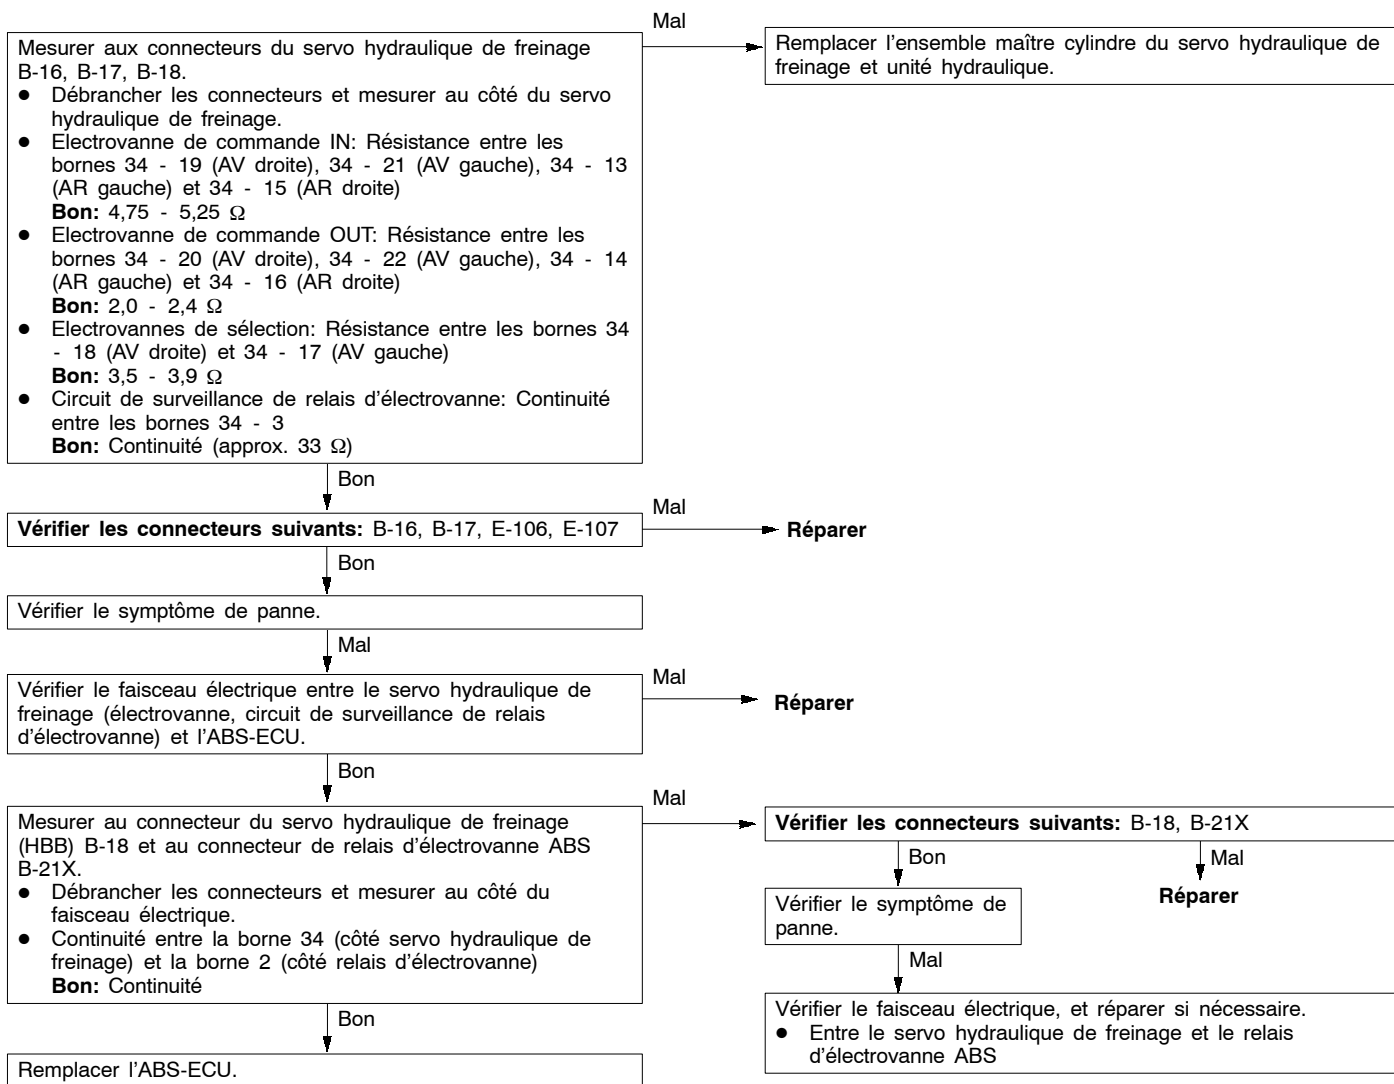 Mal
Mesurer aux connecteurs du servo hydraulique de freinage
B-16, B-17, B-18.
● Débrancher les connecteurs et mesurer au côté du servo
hydraulique de freinage.
● Electrovanne de commande IN: Résistance entre les
bornes 34 - 19 (AV droite), 34 - 21 (AV gauche), 34 - 13
(AR gauche) et 34 - 15 (AR droite)
Bon: 4,75 - 5,25 Ω
● Electrovanne de commande OUT: Résistance entre les
bornes 34 - 20 (AV droite), 34 - 22 (AV gauche), 34 - 14
(AR gauche) et 34 - 16 (AR droite)
Bon: 2,0 - 2,4 Ω
● Electrovannes de sélection: Résistance entre les bornes 34
- 18 (AV droite) et 34 - 17 (AV gauche)
Bon: 3,5 - 3,9 Ω
● Circuit de surveillance de relais d'électrovanne: Continuité
entre les bornes 34 - 3
Bon: Continuité (approx. 33 Ω)
Remplacer l'ensemble maître cylindre du servo hydraulique de
freinage et unité hydraulique.
Bon
Mal
Vérifier les connecteurs suivants: B-16, B-17, E-106, E-107
Réparer
Bon
Vérifier le symptôme de panne.
Mal
Mal
Vérifier le faisceau électrique entre le servo hydraulique de
freinage (électrovanne, circuit de surveillance de relais
d'électrovanne) et l'ABS-ECU.
Réparer
Bon
Mal
Mesurer au connecteur du servo hydraulique de freinage
(HBB) B-18 et au connecteur de relais d'électrovanne ABS
B-21X.
● Débrancher les connecteurs et mesurer au côté du
faisceau électrique.
● Continuité entre la borne 34 (côté servo hydraulique de
freinage) et la borne 2 (côté relais d'électrovanne)
Bon: Continuité
Vérifier les connecteurs suivants: B-18, B-21X
Bon
Mal
Réparer
Vérifier le symptôme de
panne.
Mal
Vérifier le faisceau électrique, et réparer si nécessaire.
● Entre le servo hydraulique de freinage et le relais
d'électrovanne ABS
Bon
Remplacer l'ABS-ECU.